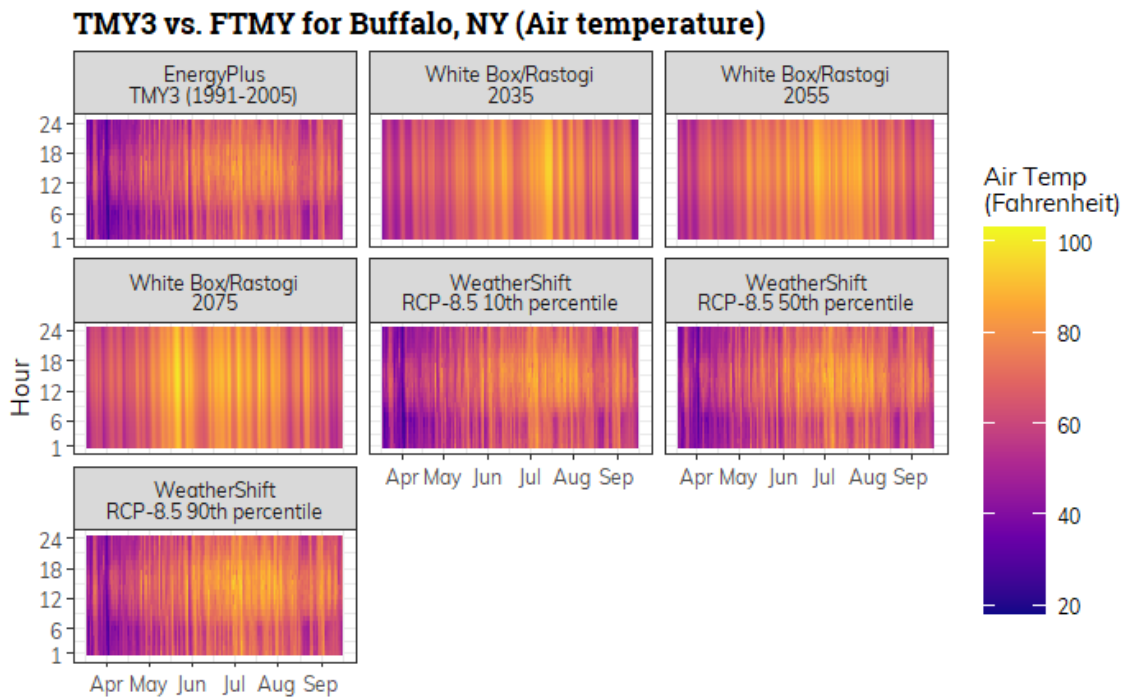 TMY3 vs. FTMY for Buffalo, NY (Air temperature)
EnergyPlus
TMY3 (1991-2005)
White Box/Rastogi
2035
White Box/Rastogi
2055
24
18
12
6
1
White Box/Rastogi
2075
WeatherShift
RCP-8.5 10th percentile
WeatherShift
RCP-8.5 50th percentile
24
18
12
6
1
Hour
Apr May Jun Jul Aug Sep
Apr May Jun Jul Aug Sep
WeatherShift
RCP-8.5 90th percentile
24
18
12
6
1
Apr May Jun Jul Aug Sep
Air Temp
(Fahrenheit)
100
80
60
40
20